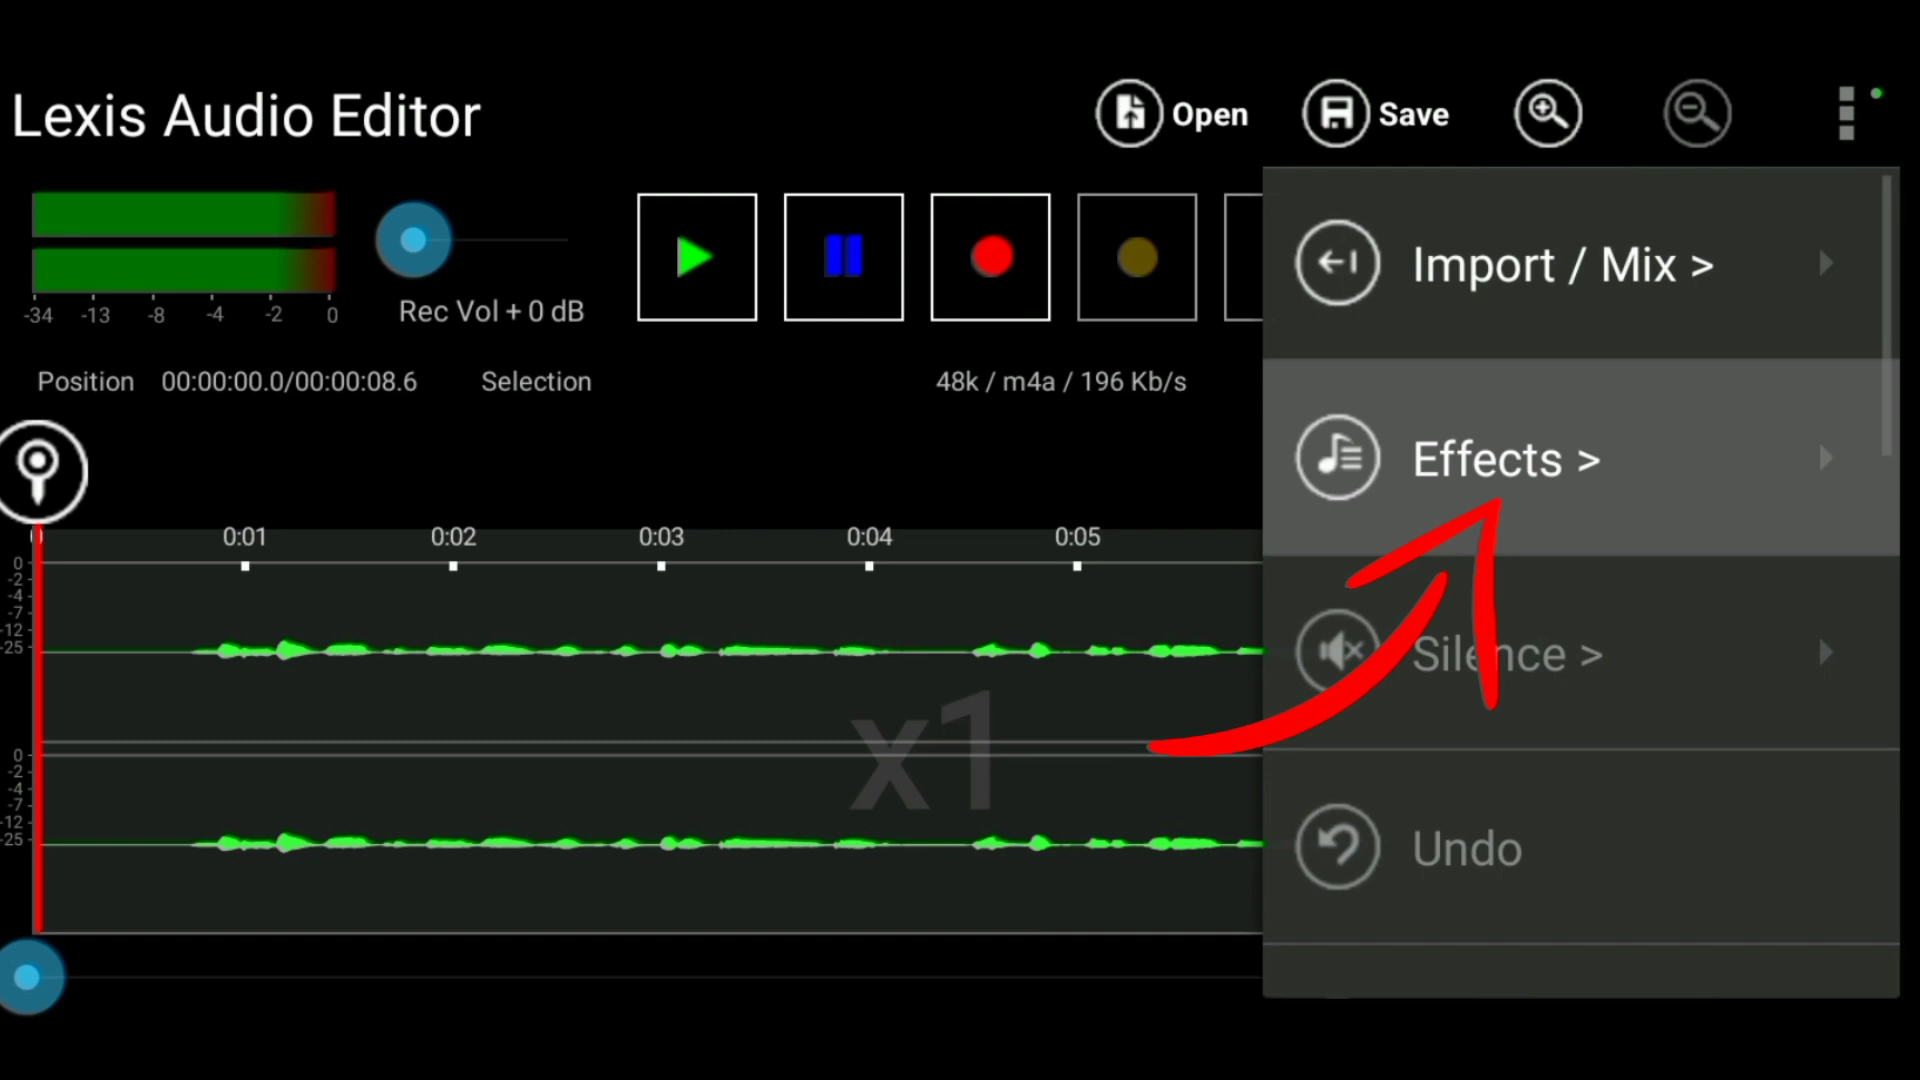 Lexis Audio Editor
Open
Save
Import / Mix >
-34 -13 -8 -4 -2 0
Rec Vol + 0 dB
Position 00:00:00.0/00:00:08.6 Selection 48k / m4a / 196 Kb/s
Effects >
0:01 0:02 0:03 0:04 0:05
0
-2
-4
-7
-12
-25
Silence >
x1
0
-2
-4
-7
-12
-25
Undo